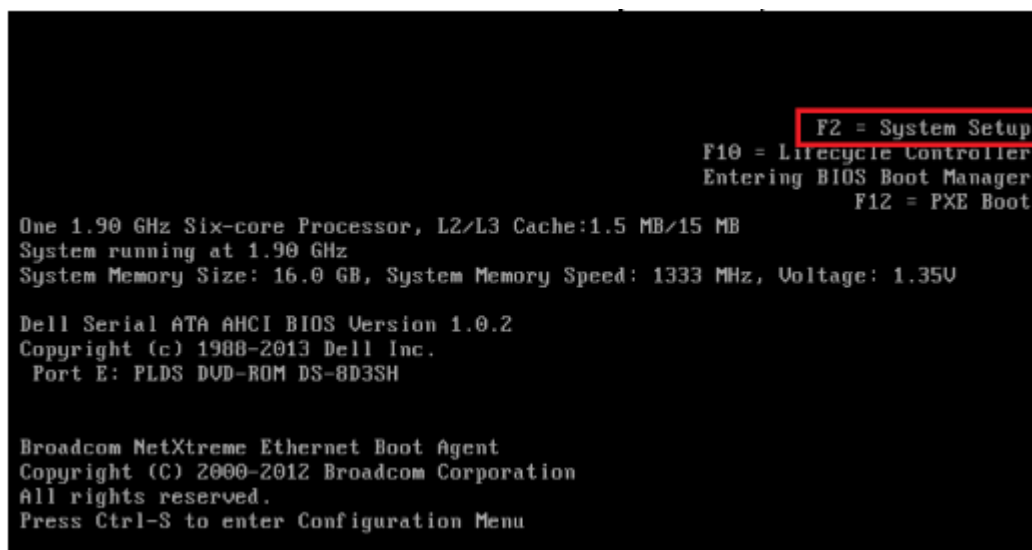 F2 = System Setup
F10 = Lifecycle Controller
Entering BIOS Boot Manager
F12 = PXE Boot
One 1.90 GHz Six-core Processor, L2/L3 Cache:1.5 MB/15 MB
System running at 1.90 GHz
System Memory Size: 16.0 GB, System Memory Speed: 1333 MHz, Voltage: 1.35V
Dell Serial ATA AHCI BIOS Version 1.0.2
Copyright (c) 1988-2013 Dell Inc.
Port E: PLDS DVD-ROM DS-8D3SH
Broadcom NetXtreme Ethernet Boot Agent
Copyright (C) 2000-2012 Broadcom Corporation
All rights reserved.
Press Ctrl-S to enter Configuration Menu